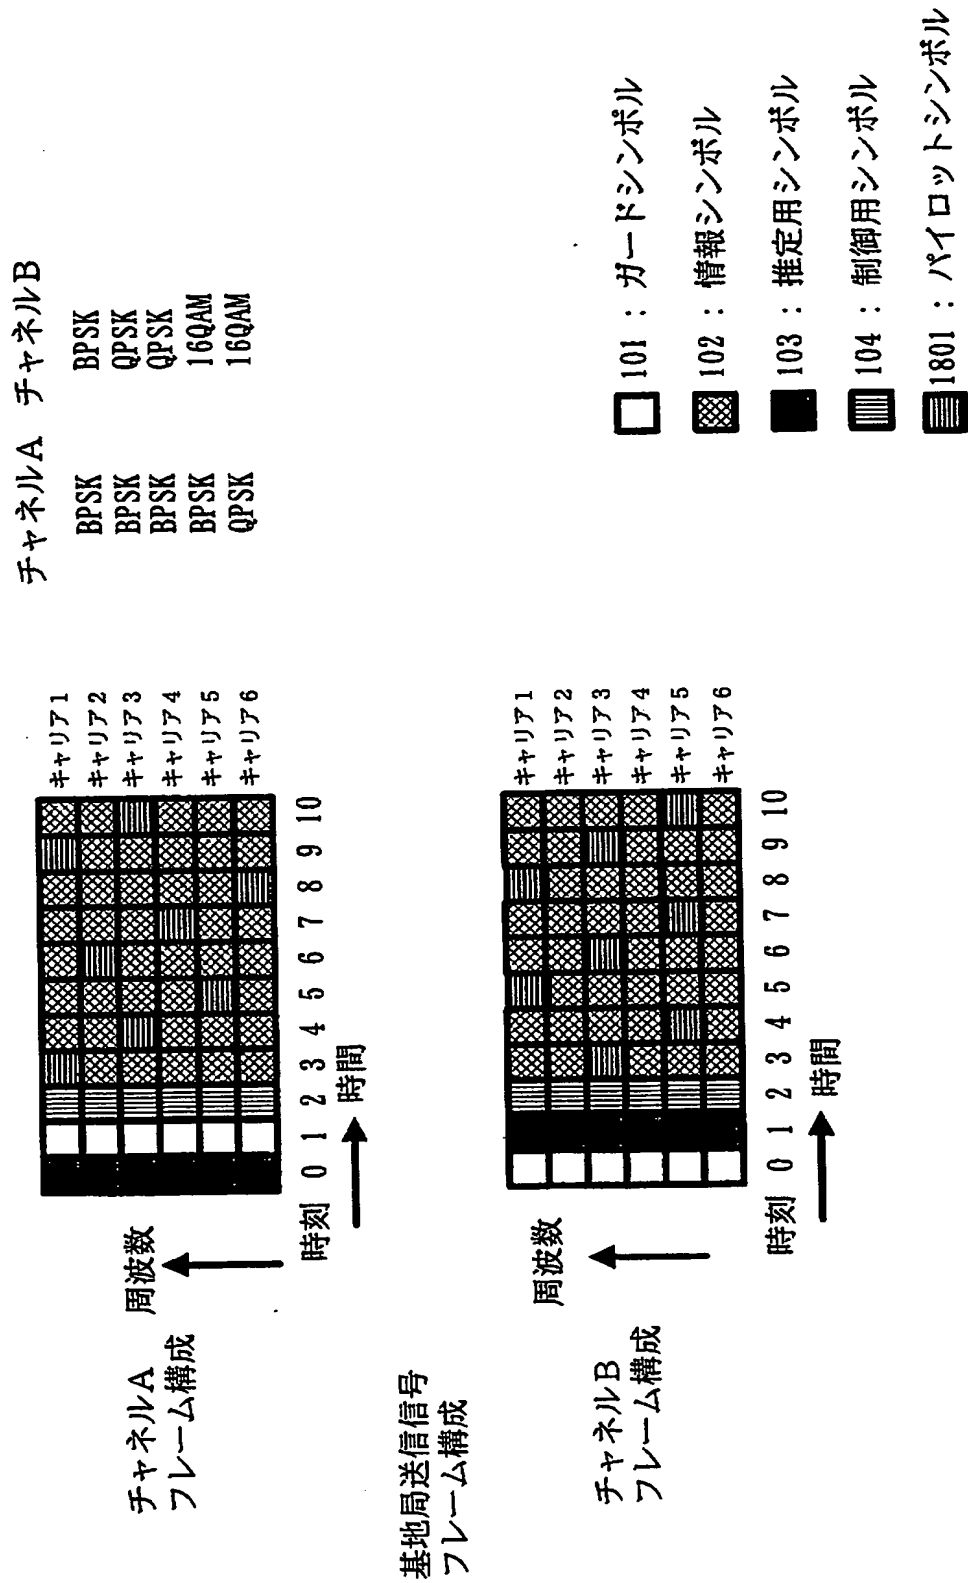 チャネルA チャネルB
BPSK BPSK
BPSK QPSK
BPSK QPSK
BPSK 16QAM
QPSK 16QAM
チャネルA
フレーム構成
周波数
キャリア1
キャリア2
キャリア3
キャリア4
キャリア5
キャリア6
時刻 0 1 2 3 4 5 6 7 8 9 10
時間
基地局送信信号
フレーム構成
チャネルB
フレーム構成
周波数
キャリア1
キャリア2
キャリア3
キャリア4
キャリア5
キャリア6
時刻 0 1 2 3 4 5 6 7 8 9 10
時間
101 : ガードシンボル
102 : 情報シンボル
103 : 推定用シンボル
104 : 制御用シンボル
1801 : パイロットシンボル